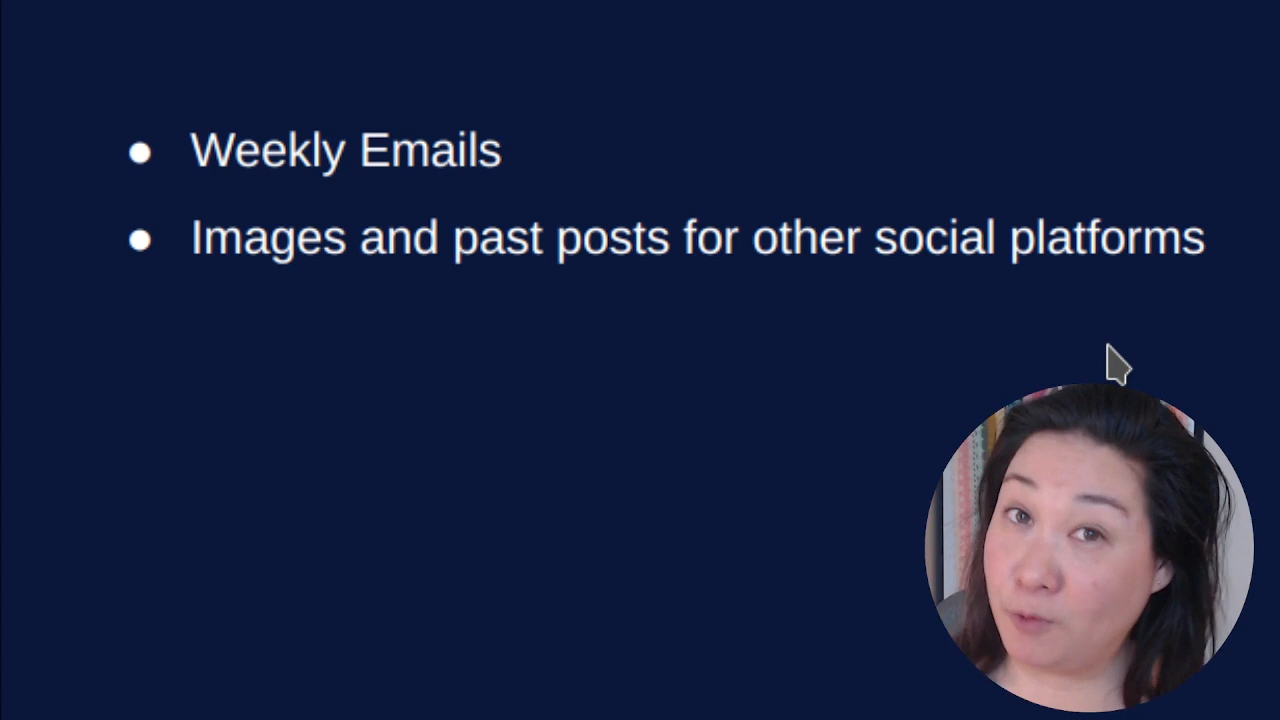 ● Weekly Emails
● Images and past posts for other social platforms